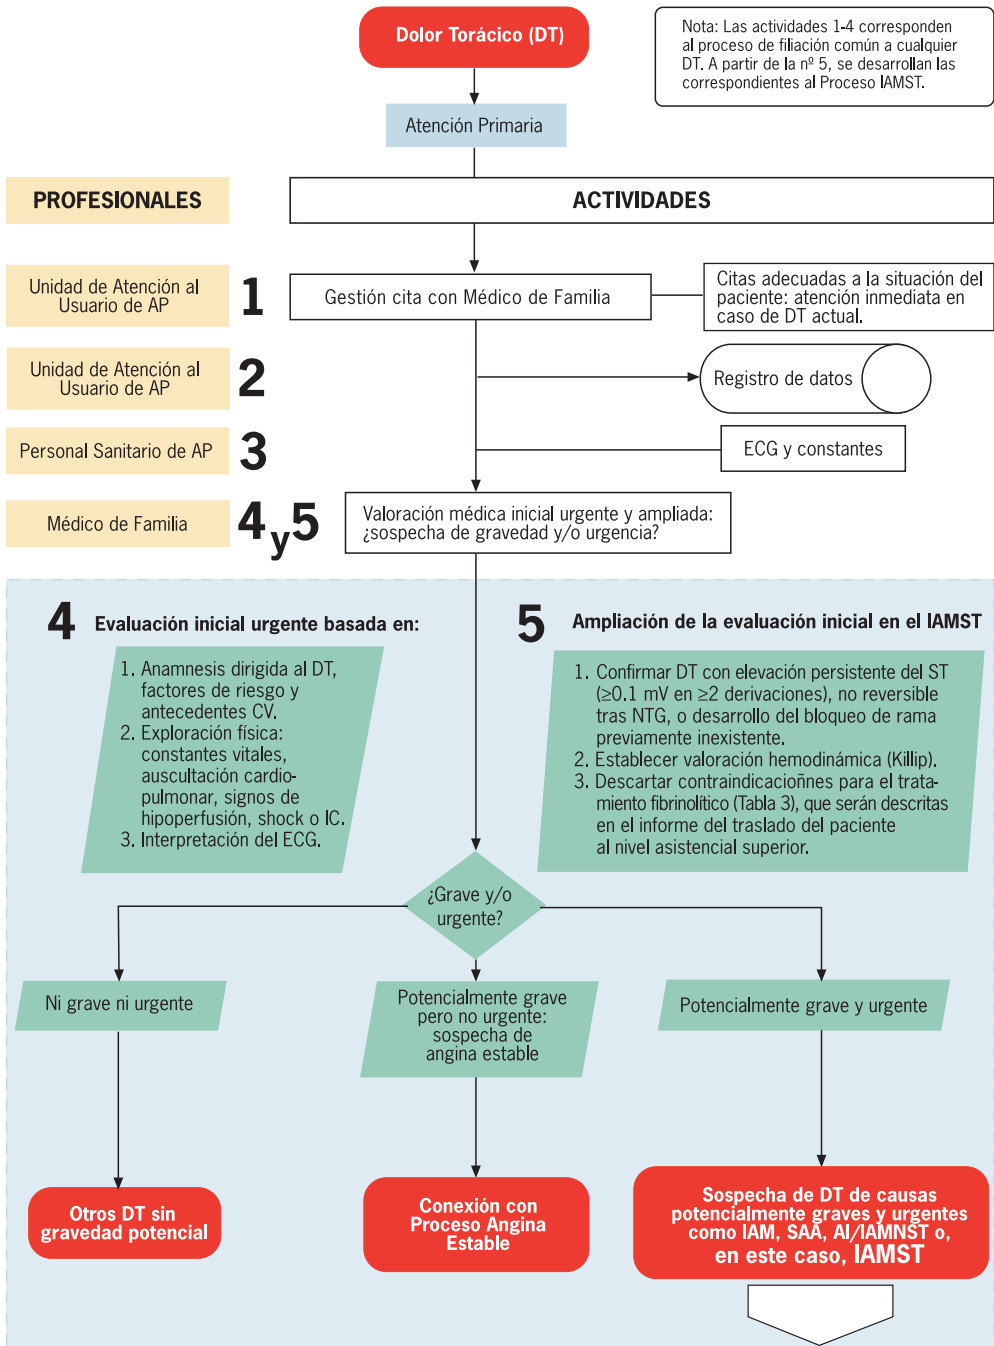 Dolor Torácico (DT)
Nota: Las actividades 1-4 corresponden
al proceso de filiación común a cualquier
DT. A partir de la nº 5, se desarrollan las
correspondientes al Proceso IAMST.
Atención Primaria
PROFESIONALES
ACTIVIDADES
Unidad de Atención al
Usuario de AP
1
Gestión cita con Médico de Familia
Citas adecuadas a la situación del
paciente: atención inmediata en
caso de DT actual.
Unidad de Atención al
Usuario de AP
2
Registro de datos
Personal Sanitario de AP
3
ECG y constantes
Médico de Familia
4 y 5
Valoración médica inicial urgente y ampliada:
¿sospecha de gravedad y/o urgencia?
4 Evaluación inicial urgente basada en:
1. Anamnesis dirigida al DT,
factores de riesgo y
antecedentes CV.
2. Exploración física:
constantes vitales,
auscultación cardio-
pulmonar, signos de
hipoperfusión, shock o IC.
3. Interpretación del ECG.
5 Ampliación de la evaluación inicial en el IAMST
1. Confirmar DT con elevación persistente del ST
(≥0.1 mV en ≥2 derivaciones), no reversible
tras NTG, o desarrollo del bloqueo de rama
previamente inexistente.
2. Establecer valoración hemodinámica (Killip).
3. Descartar contraindicacioñnes para el trata-
miento fibrinolítico (Tabla 3), que serán descritas
en el informe del traslado del paciente
al nivel asistencial superior.
¿Grave y/o
urgente?
Ni grave ni urgente
Potencialmente grave
pero no urgente:
sospecha de
angina estable
Potencialmente grave y urgente
Otros DT sin
gravedad potencial
Conexión con
Proceso Angina
Estable
Sospecha de DT de causas
potencialmente graves y urgentes
como IAM, SAA, AI/IAMNST o,
en este caso, IAMST